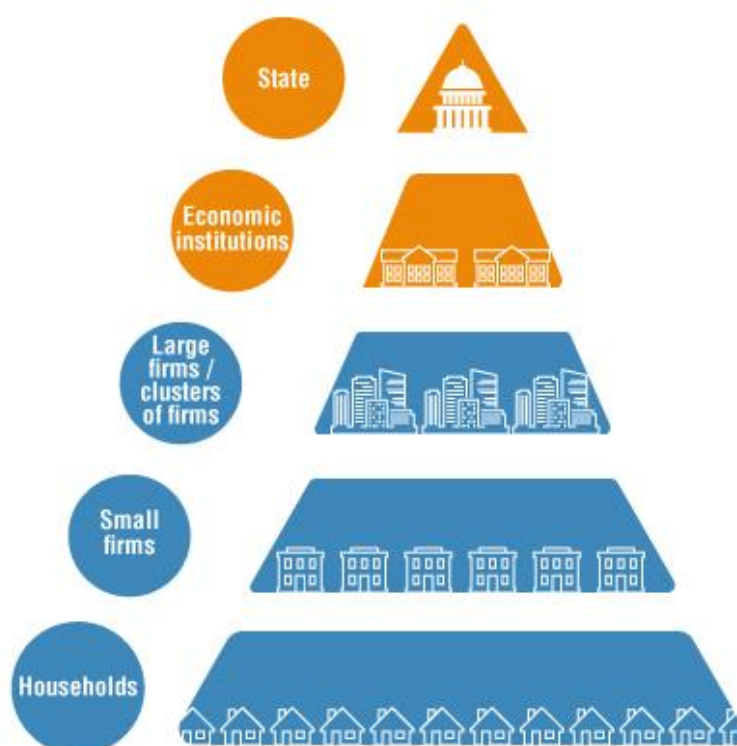 State
Economic
institutions
Large
firms /
clusters
of firms
Small
firms
Households